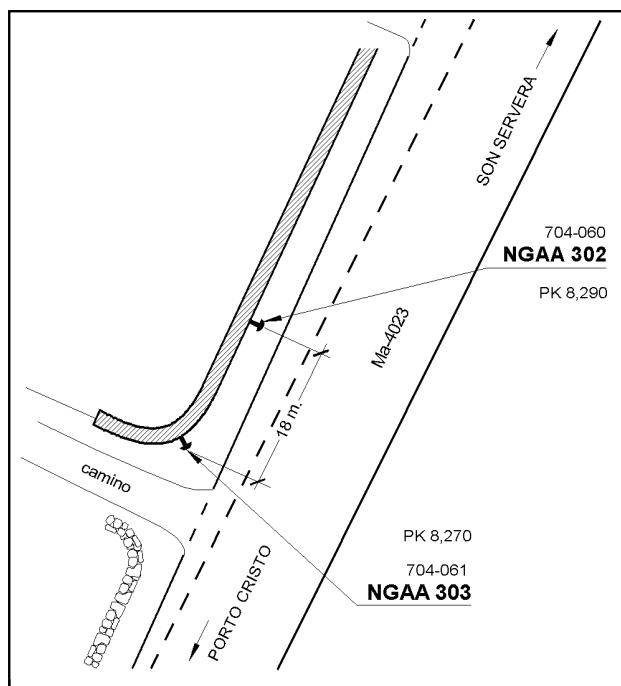 SON SERVERA
704-060
NGAA 302
PK 8,290
Ma-4023
18 m.
camino
PK 8,270
704-061
NGAA 303
PORTO CRISTO